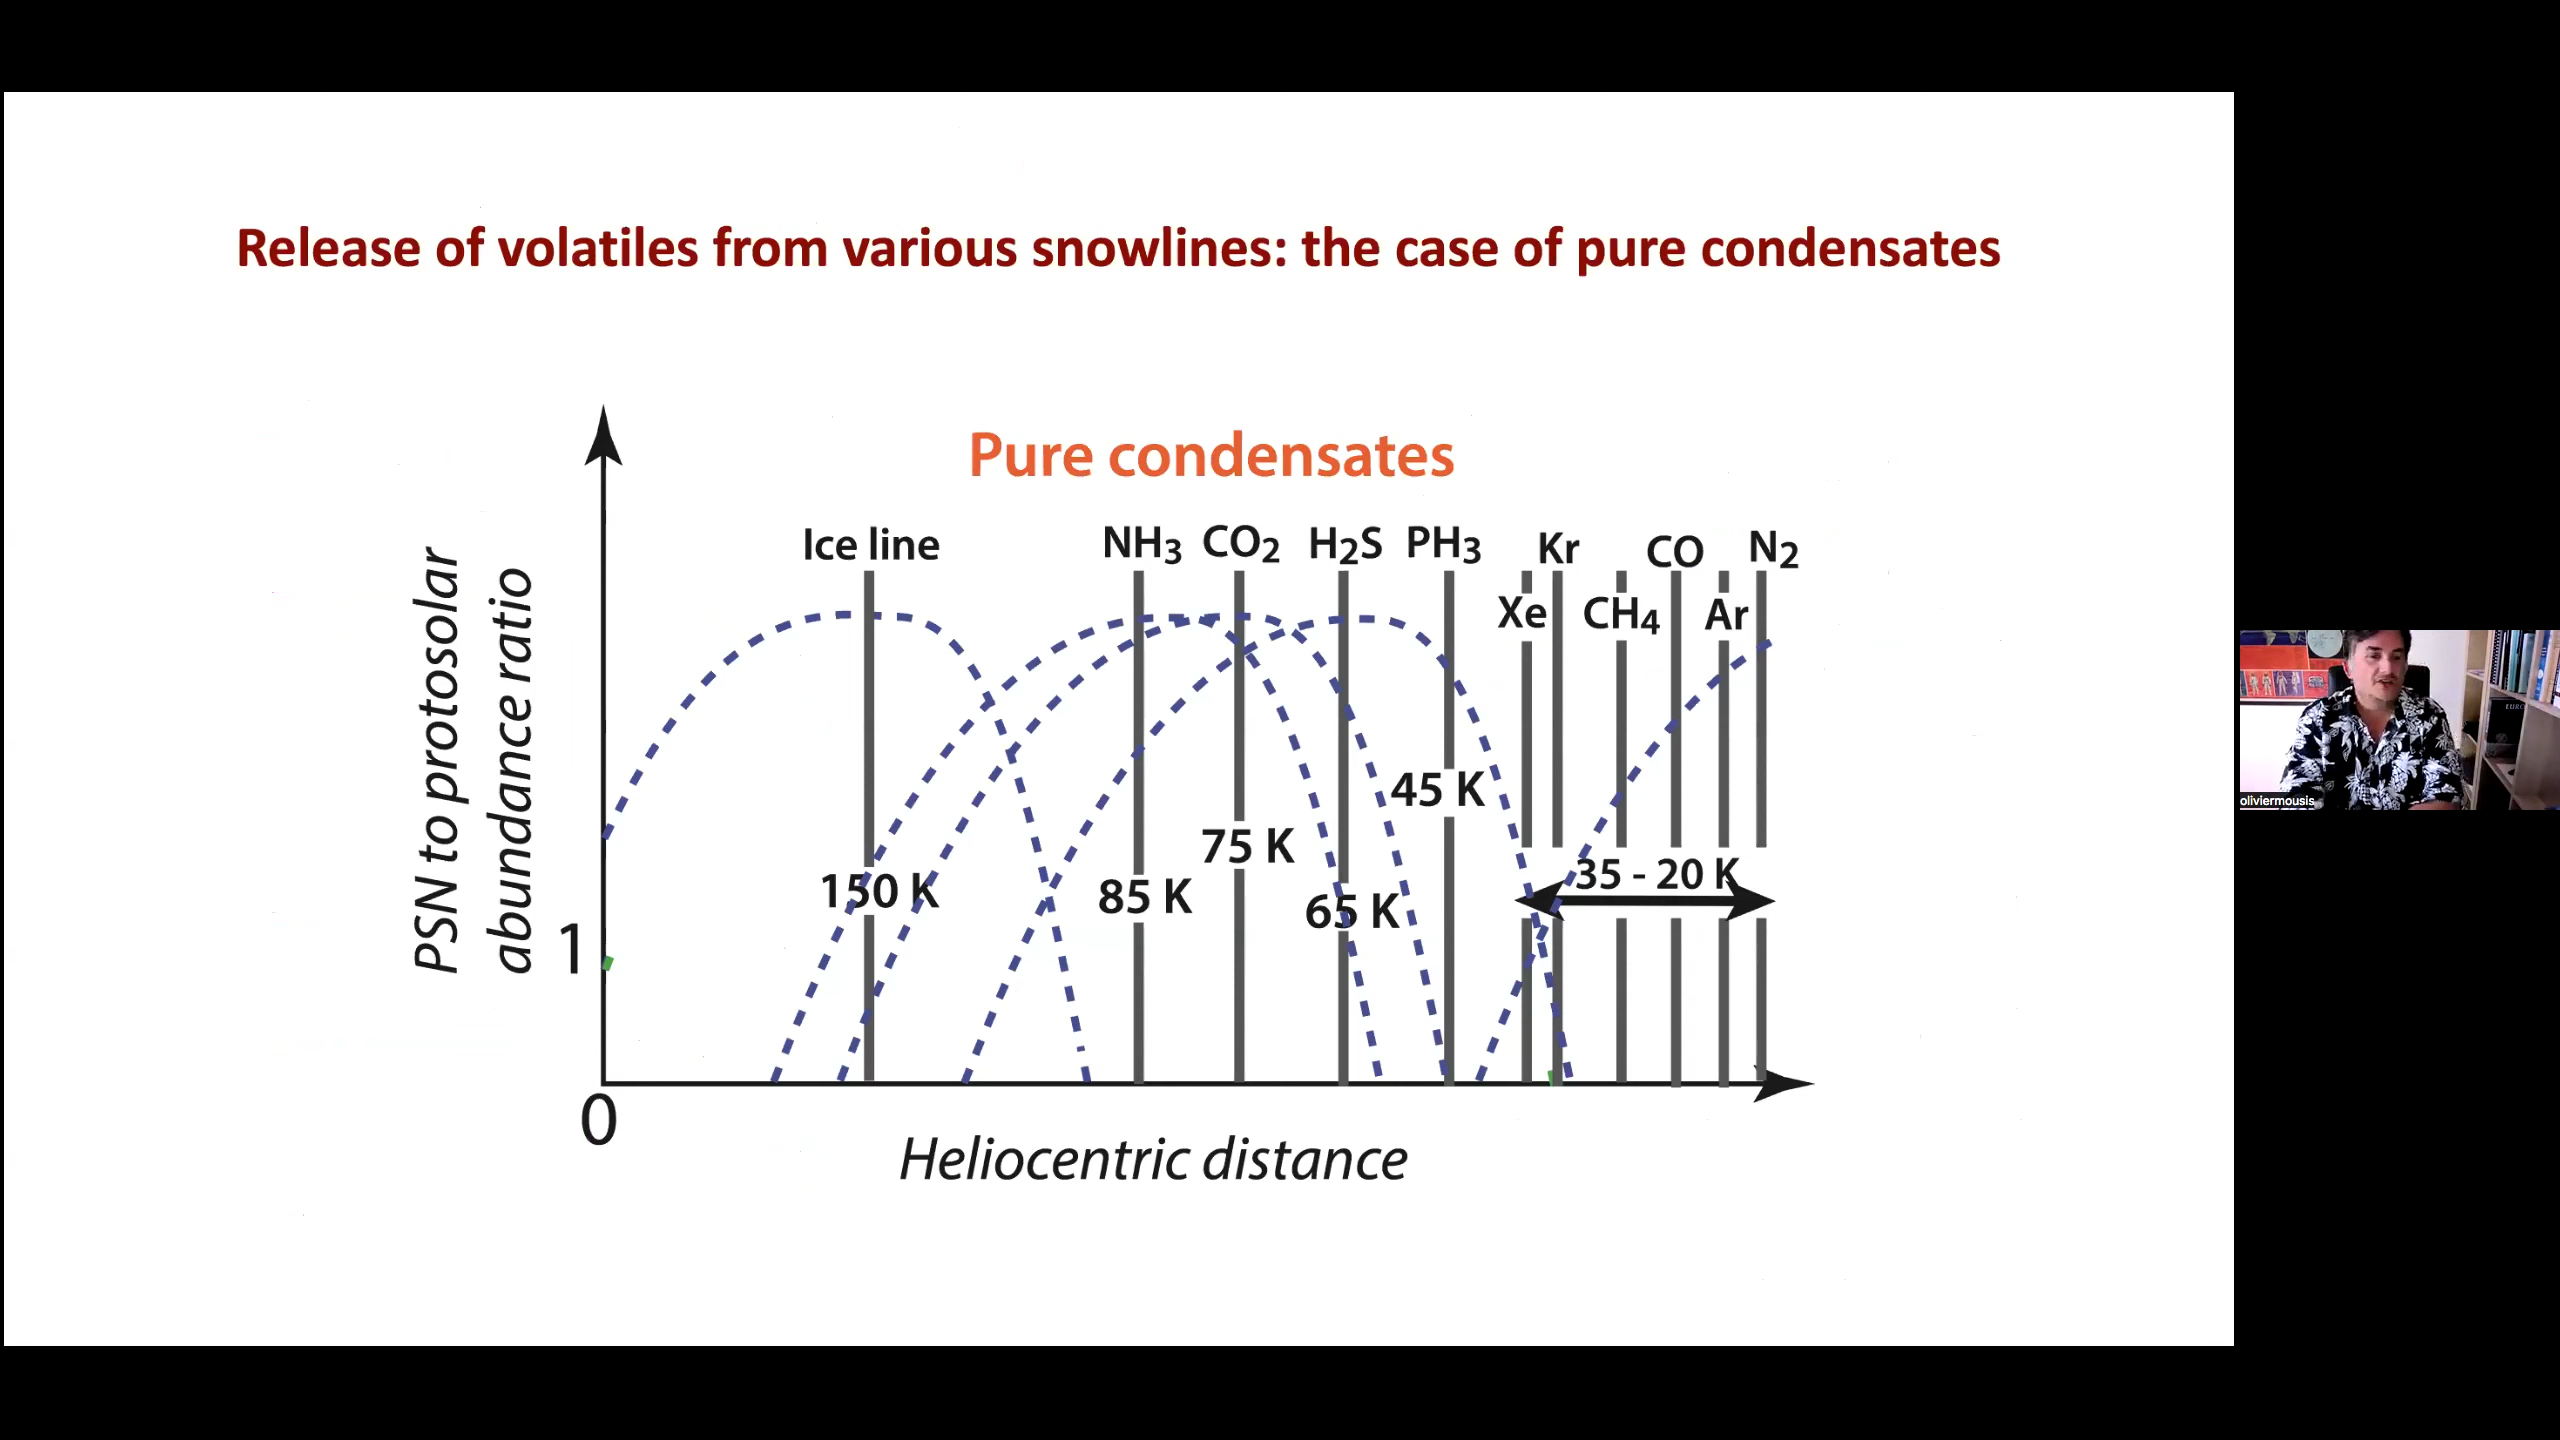 Release of volatiles from various snowlines: the case of pure condensates
Pure condensates
Ice line
NH3
CO2
H2S
PH3
Kr
CO
N2
Xe
CH4
Ar
PSN to protosolar
abundance ratio
45 K
75 K
35 - 20 K
150 K
85 K
65 K
1
0
Heliocentric distance
oliviermousis